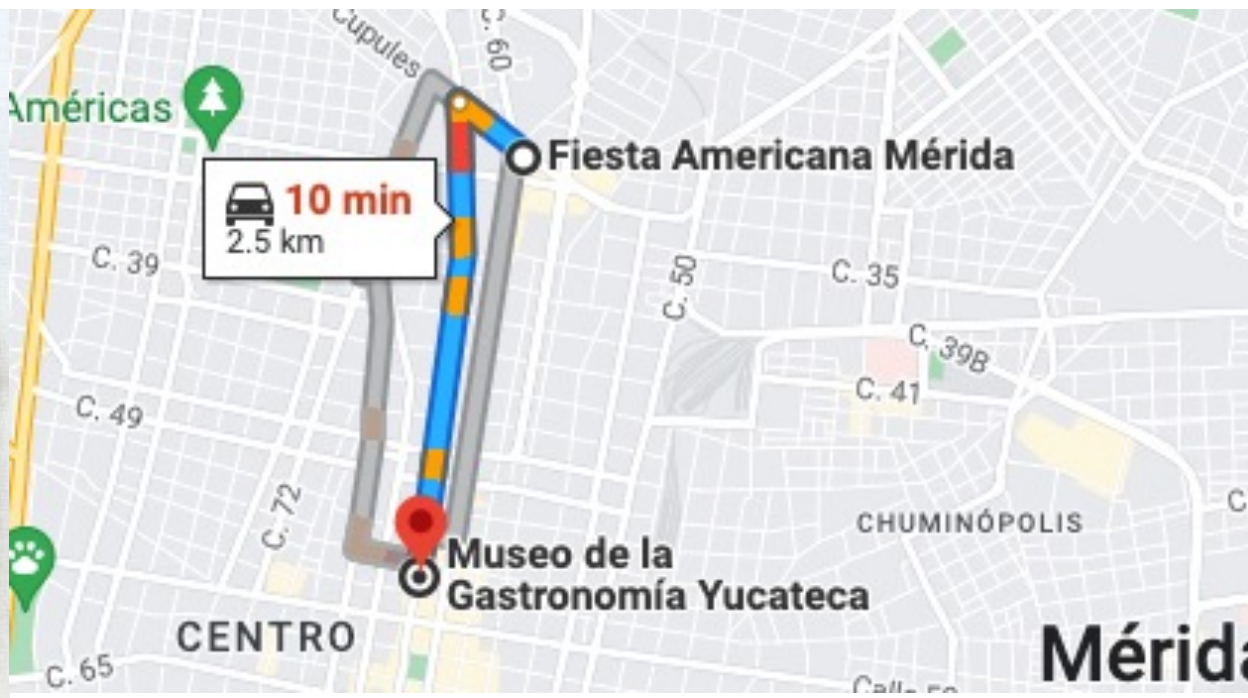 Cupules
C. 60
Américas
Fiesta Americana Mérida
10 min
2.5 km
C. 39
C. 50
C. 35
C. 39B
C. 41
C. 49
C. 72
CHUMINÓPOLIS
C
Museo de la
Gastronomía Yucateca
CENTRO
Mérida
C. 65